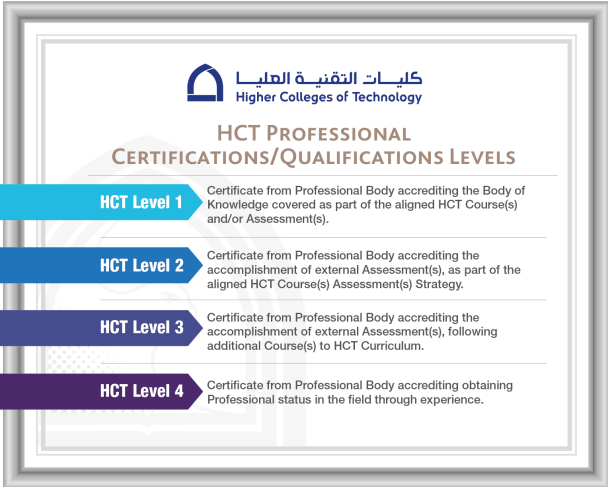 كليـــات التقنيـــة العليـــا
Higher Colleges of Technology
HCT Professional
Certifications/Qualifications Levels
HCT Level 1
Certificate from Professional Body accrediting the Body of
Knowledge covered as part of the aligned HCT Course(s)
and/or Assessment(s).
HCT Level 2
Certificate from Professional Body accrediting the
accomplishment of external Assessment(s), as part of the
aligned HCT Course(s) Assessment(s) Strategy.
HCT Level 3
Certificate from Professional Body accrediting the
accomplishment of external Assessment(s), following
additional Course(s) to HCT Curriculum.
HCT Level 4
Certificate from Professional Body accrediting obtaining
Professional status in the field through experience.